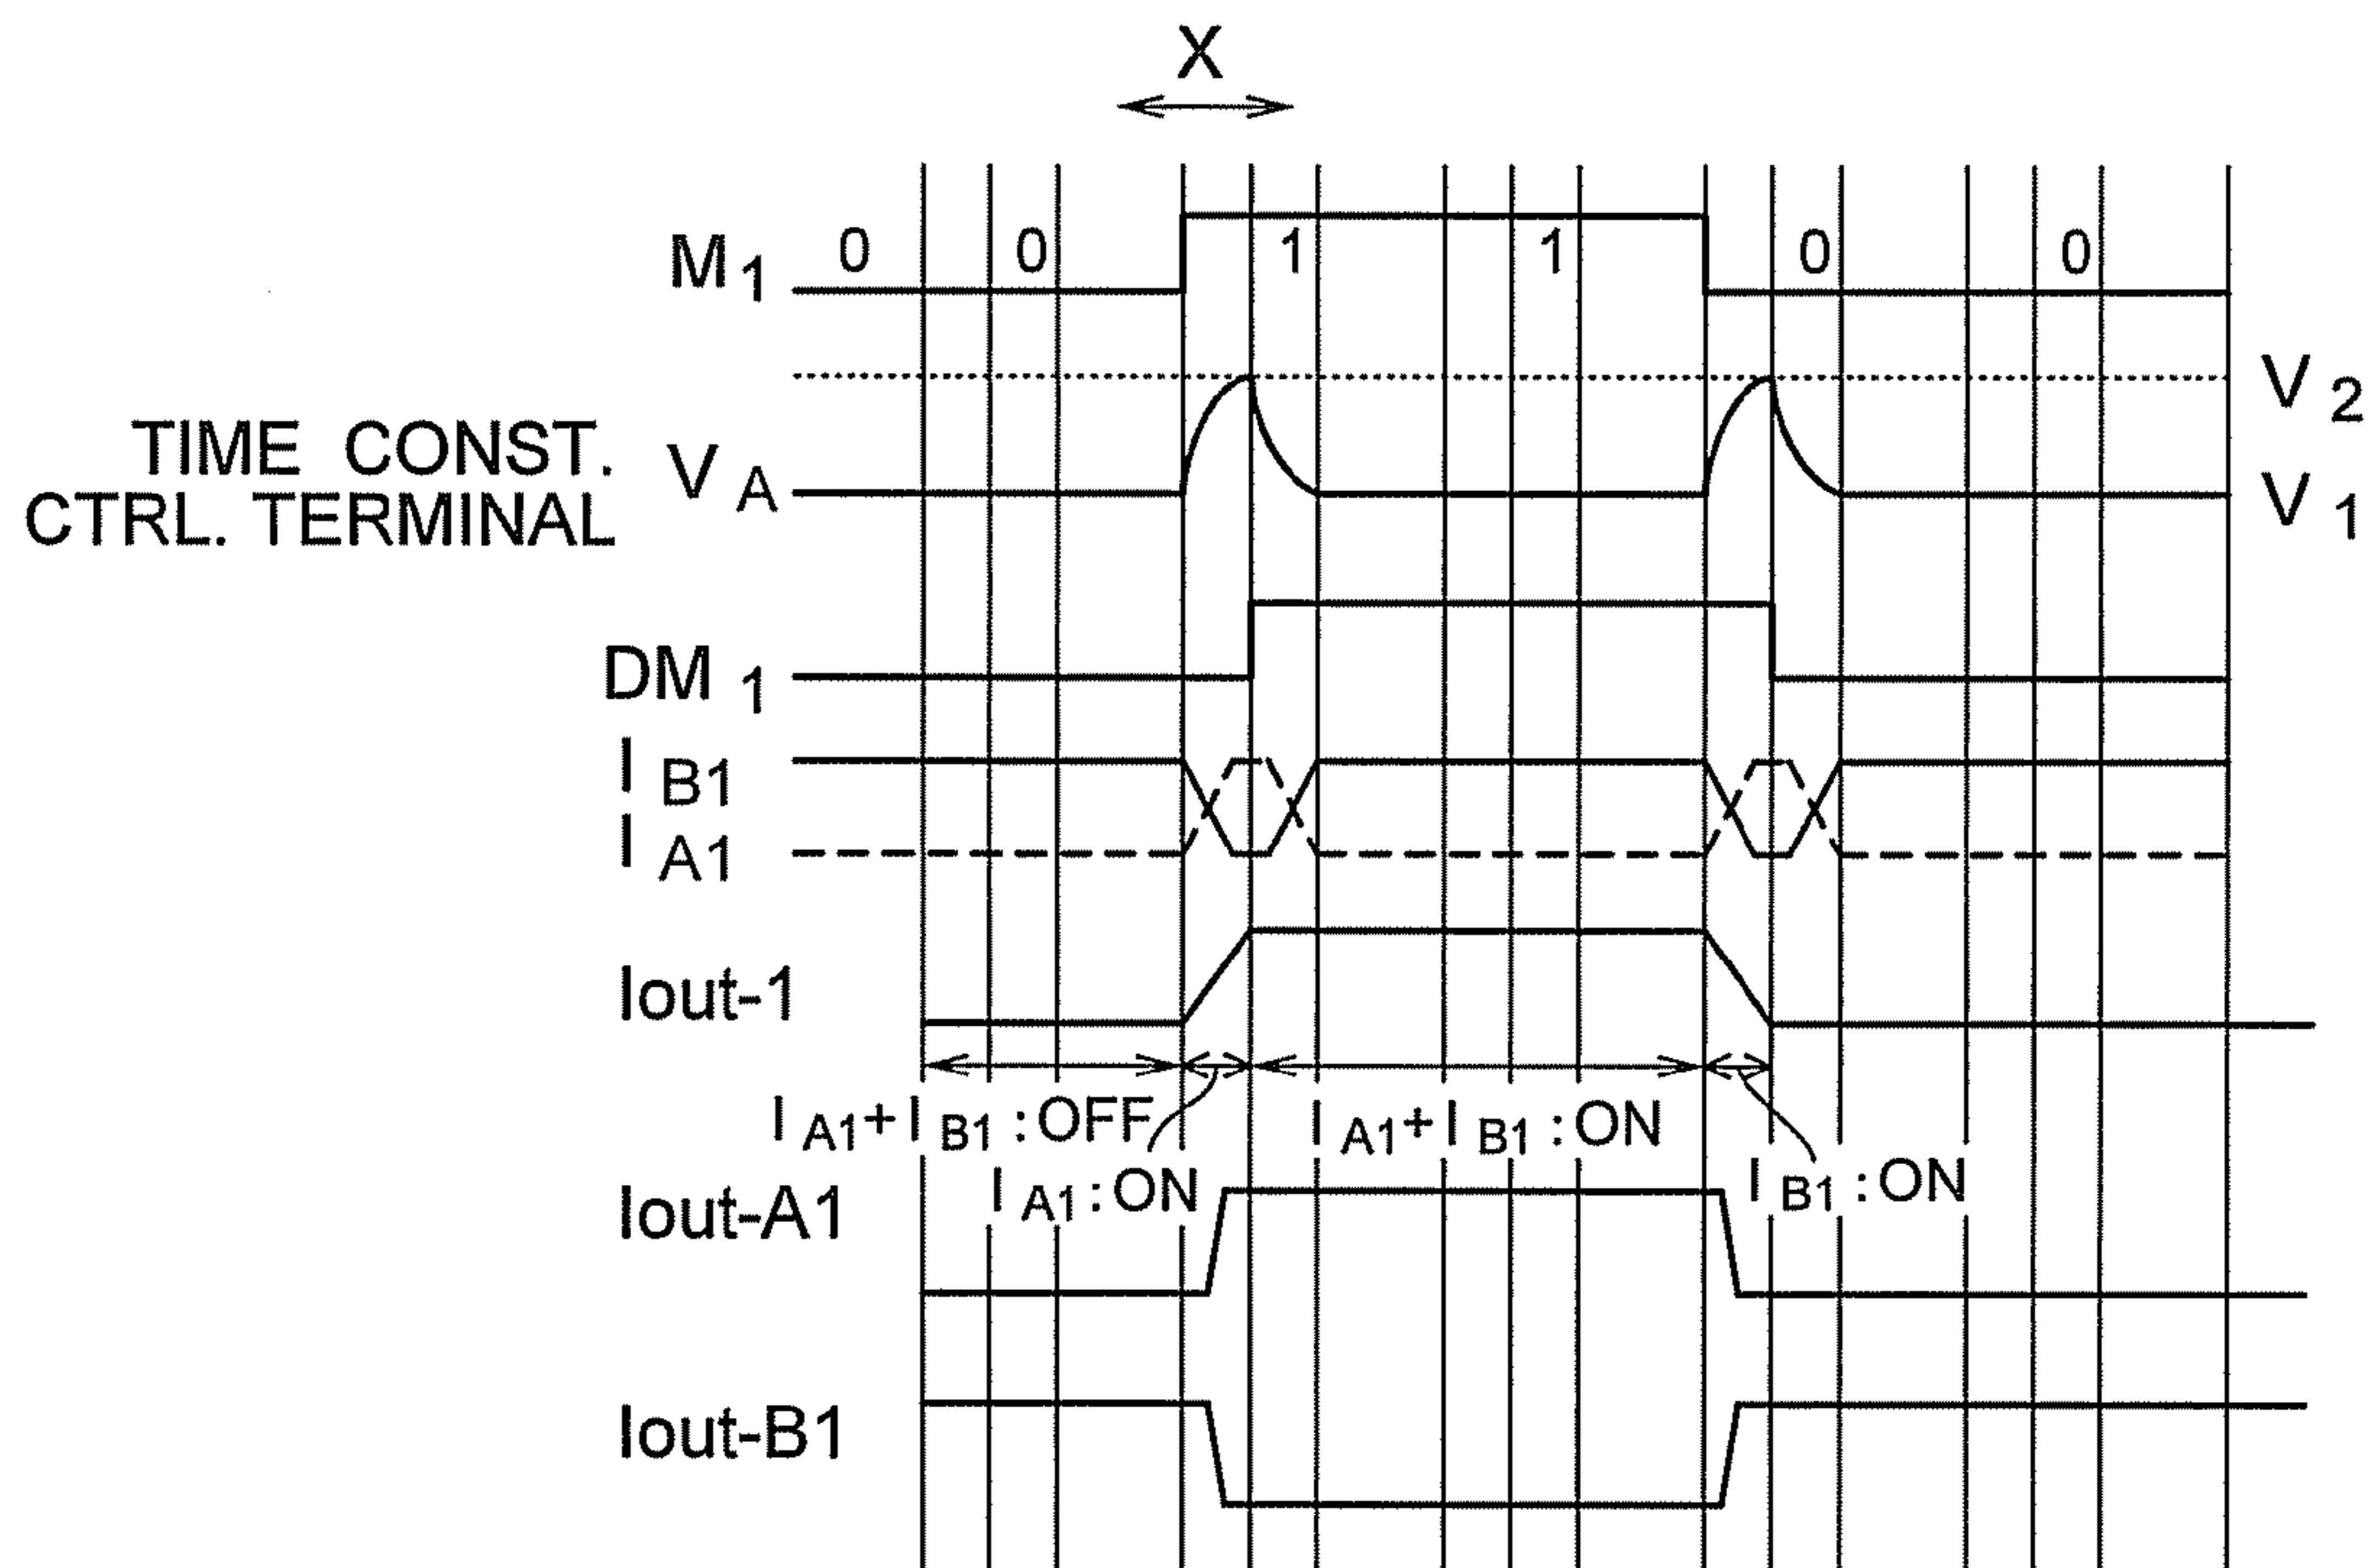 X
M1 0 0 1 1 0 0
V2
TIME CONST.
CTRL. TERMINAL
VA
V1
DM1
IB1
IA1
Iout-1
IA1+IB1:OFF
IA1+IB1:ON
IA1:ON
IB1:ON
Iout-A1
Iout-B1